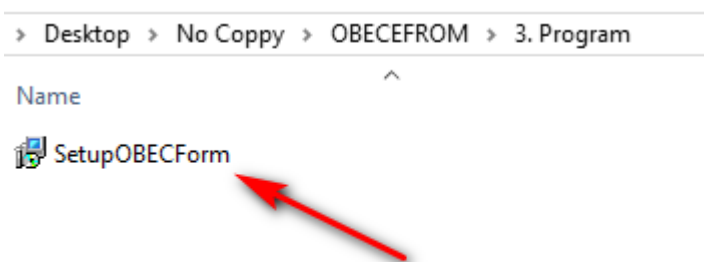 > Desktop > No Coppy > OBECEFROM > 3. Program
Name
SetupOBECForm